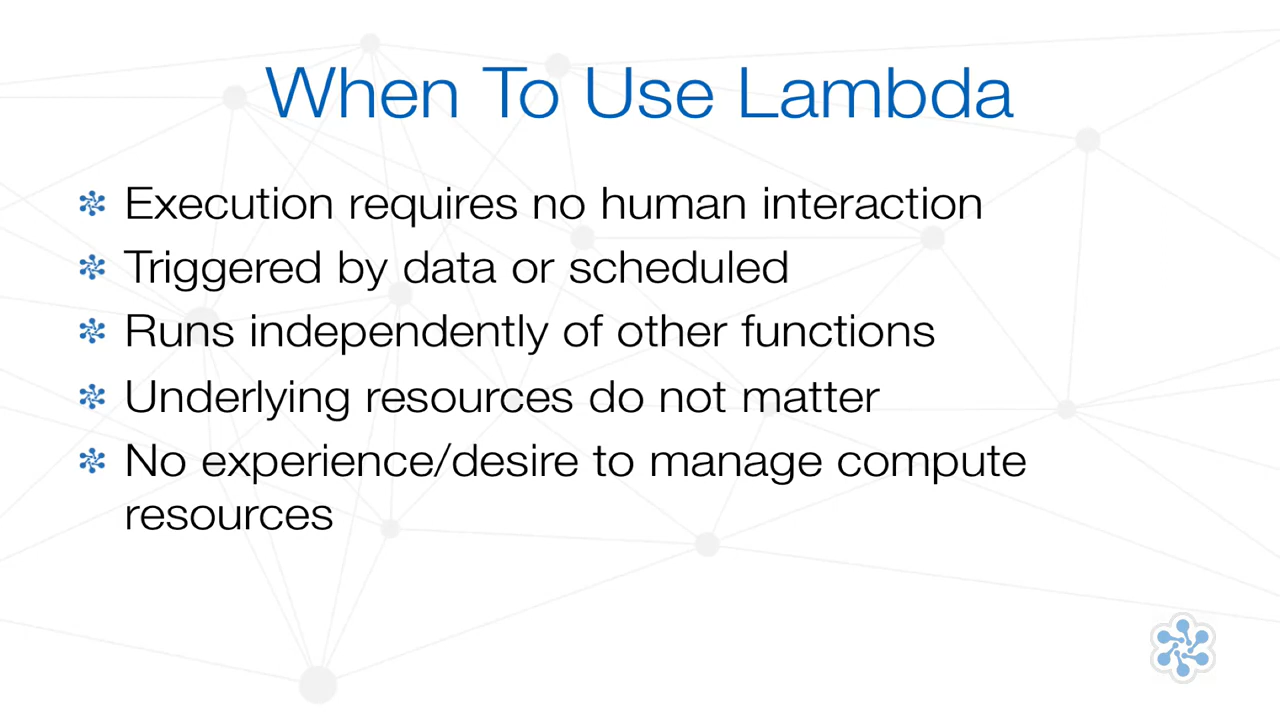 When To Use Lambda
Execution requires no human interaction
Triggered by data or scheduled
Runs independently of other functions
Underlying resources do not matter
No experience/desire to manage compute
resources